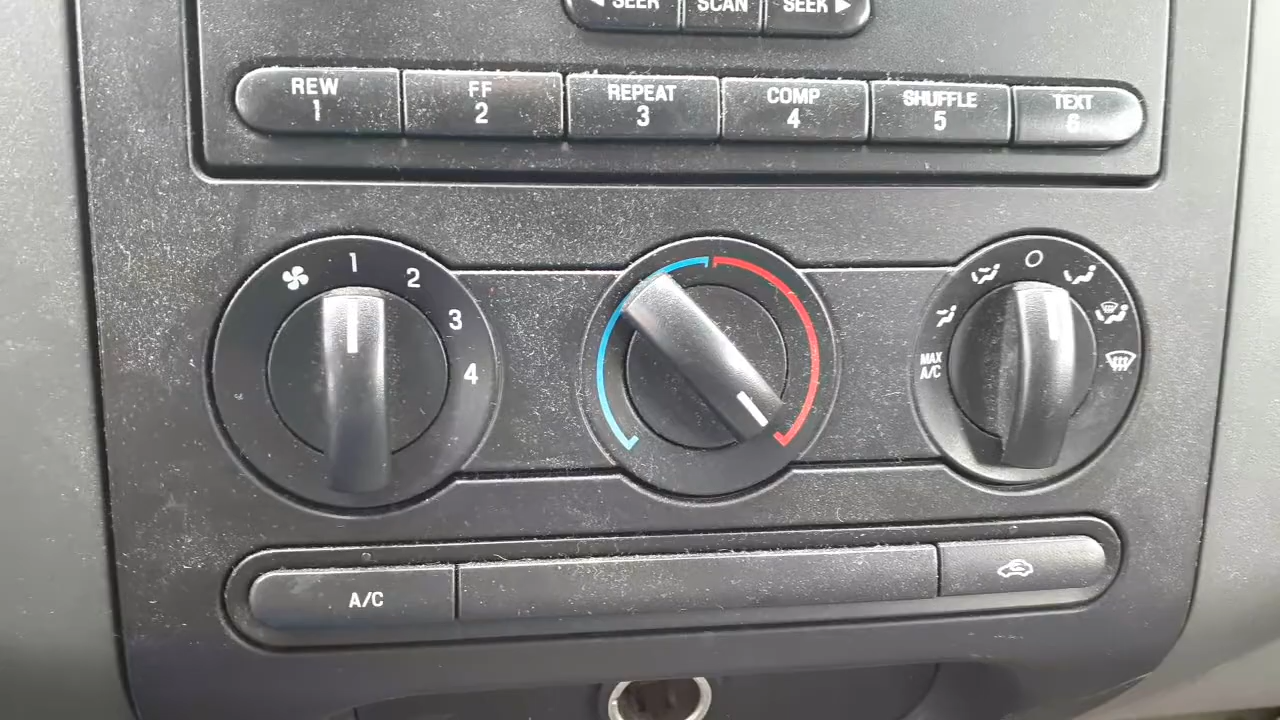 ◀ SEEK SCAN SEEK ▶
REW FF REPEAT COMP SHUFFLE TEXT
1 2 3 4 5 6
1 2 3 4
MAX
A/C
A/C